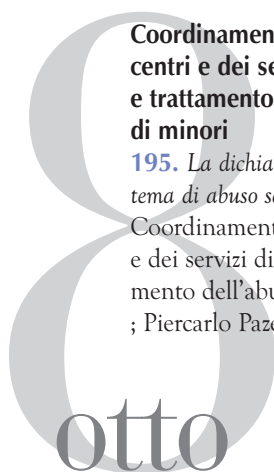 8
Coordinamen
centri e dei se
e trattamento
di minori
195. La dichia
tema di abuso s
Coordinament
e dei servizi di
mento dell'abu
; Piercarlo Paze
otto